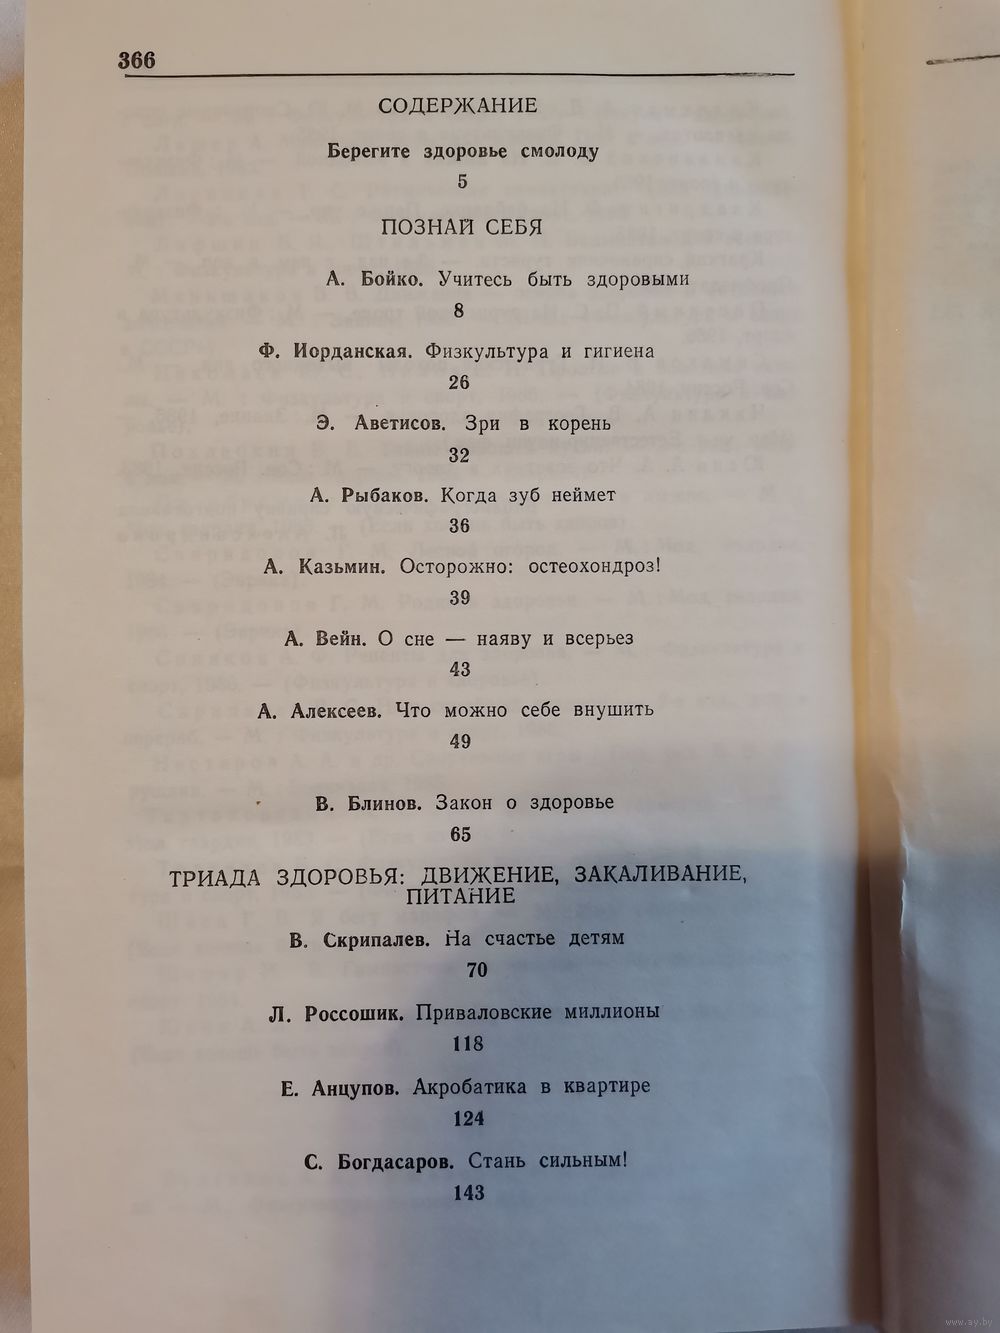 366
СОДЕРЖАНИЕ
Берегите здоровье смолоду
5
ПОЗНАЙ СЕБЯ
А. Бойко. Учитесь быть здоровыми
8
Ф. Иорданская. Физкультура и гигиена
26
Э. Аветисов. Зри в корень
32
А. Рыбаков. Когда зуб неймет
36
А. Казьмин. Осторожно: остеохондроз!
39
А. Вейн. О сне — наяву и всерьез
43
А. Алексеев. Что можно себе внушить
49
В. Блинов. Закон о здоровье
65
ТРИАДА ЗДОРОВЬЯ: ДВИЖЕНИЕ, ЗАКАЛИВАНИЕ,
ПИТАНИЕ
В. Скрипалев. На счастье детям
70
Л. Россошик. Приваловские миллионы
118
Е. Анцупов. Акробатика в квартире
124
С. Богдасаров. Стань сильным!
143
www.ay.by